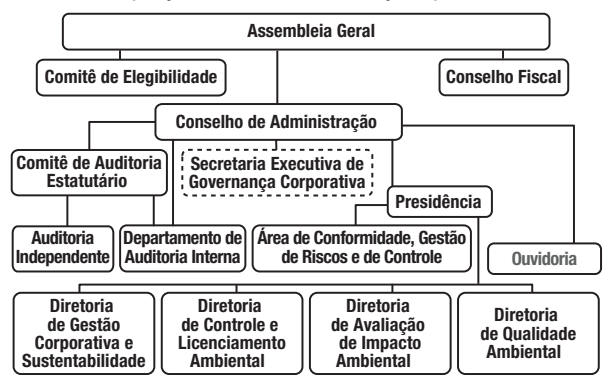 Assembleia Geral
Comitê de Elegibilidade
Conselho Fiscal
Conselho de Administração
Comitê de Auditoria
Estatutário
Secretaria Executiva de
Governança Corporativa
Presidência
Auditoria
Independente
Departamento de
Auditoria Interna
Área de Conformidade, Gestão
de Riscos e de Controle
Ouvidoria
Diretoria
de Gestão
Corporativa e
Sustentabilidade
Diretoria
de Controle e
Licenciamento
Ambiental
Diretoria
de Avaliação
de Impacto
Ambiental
Diretoria
de Qualidade
Ambiental